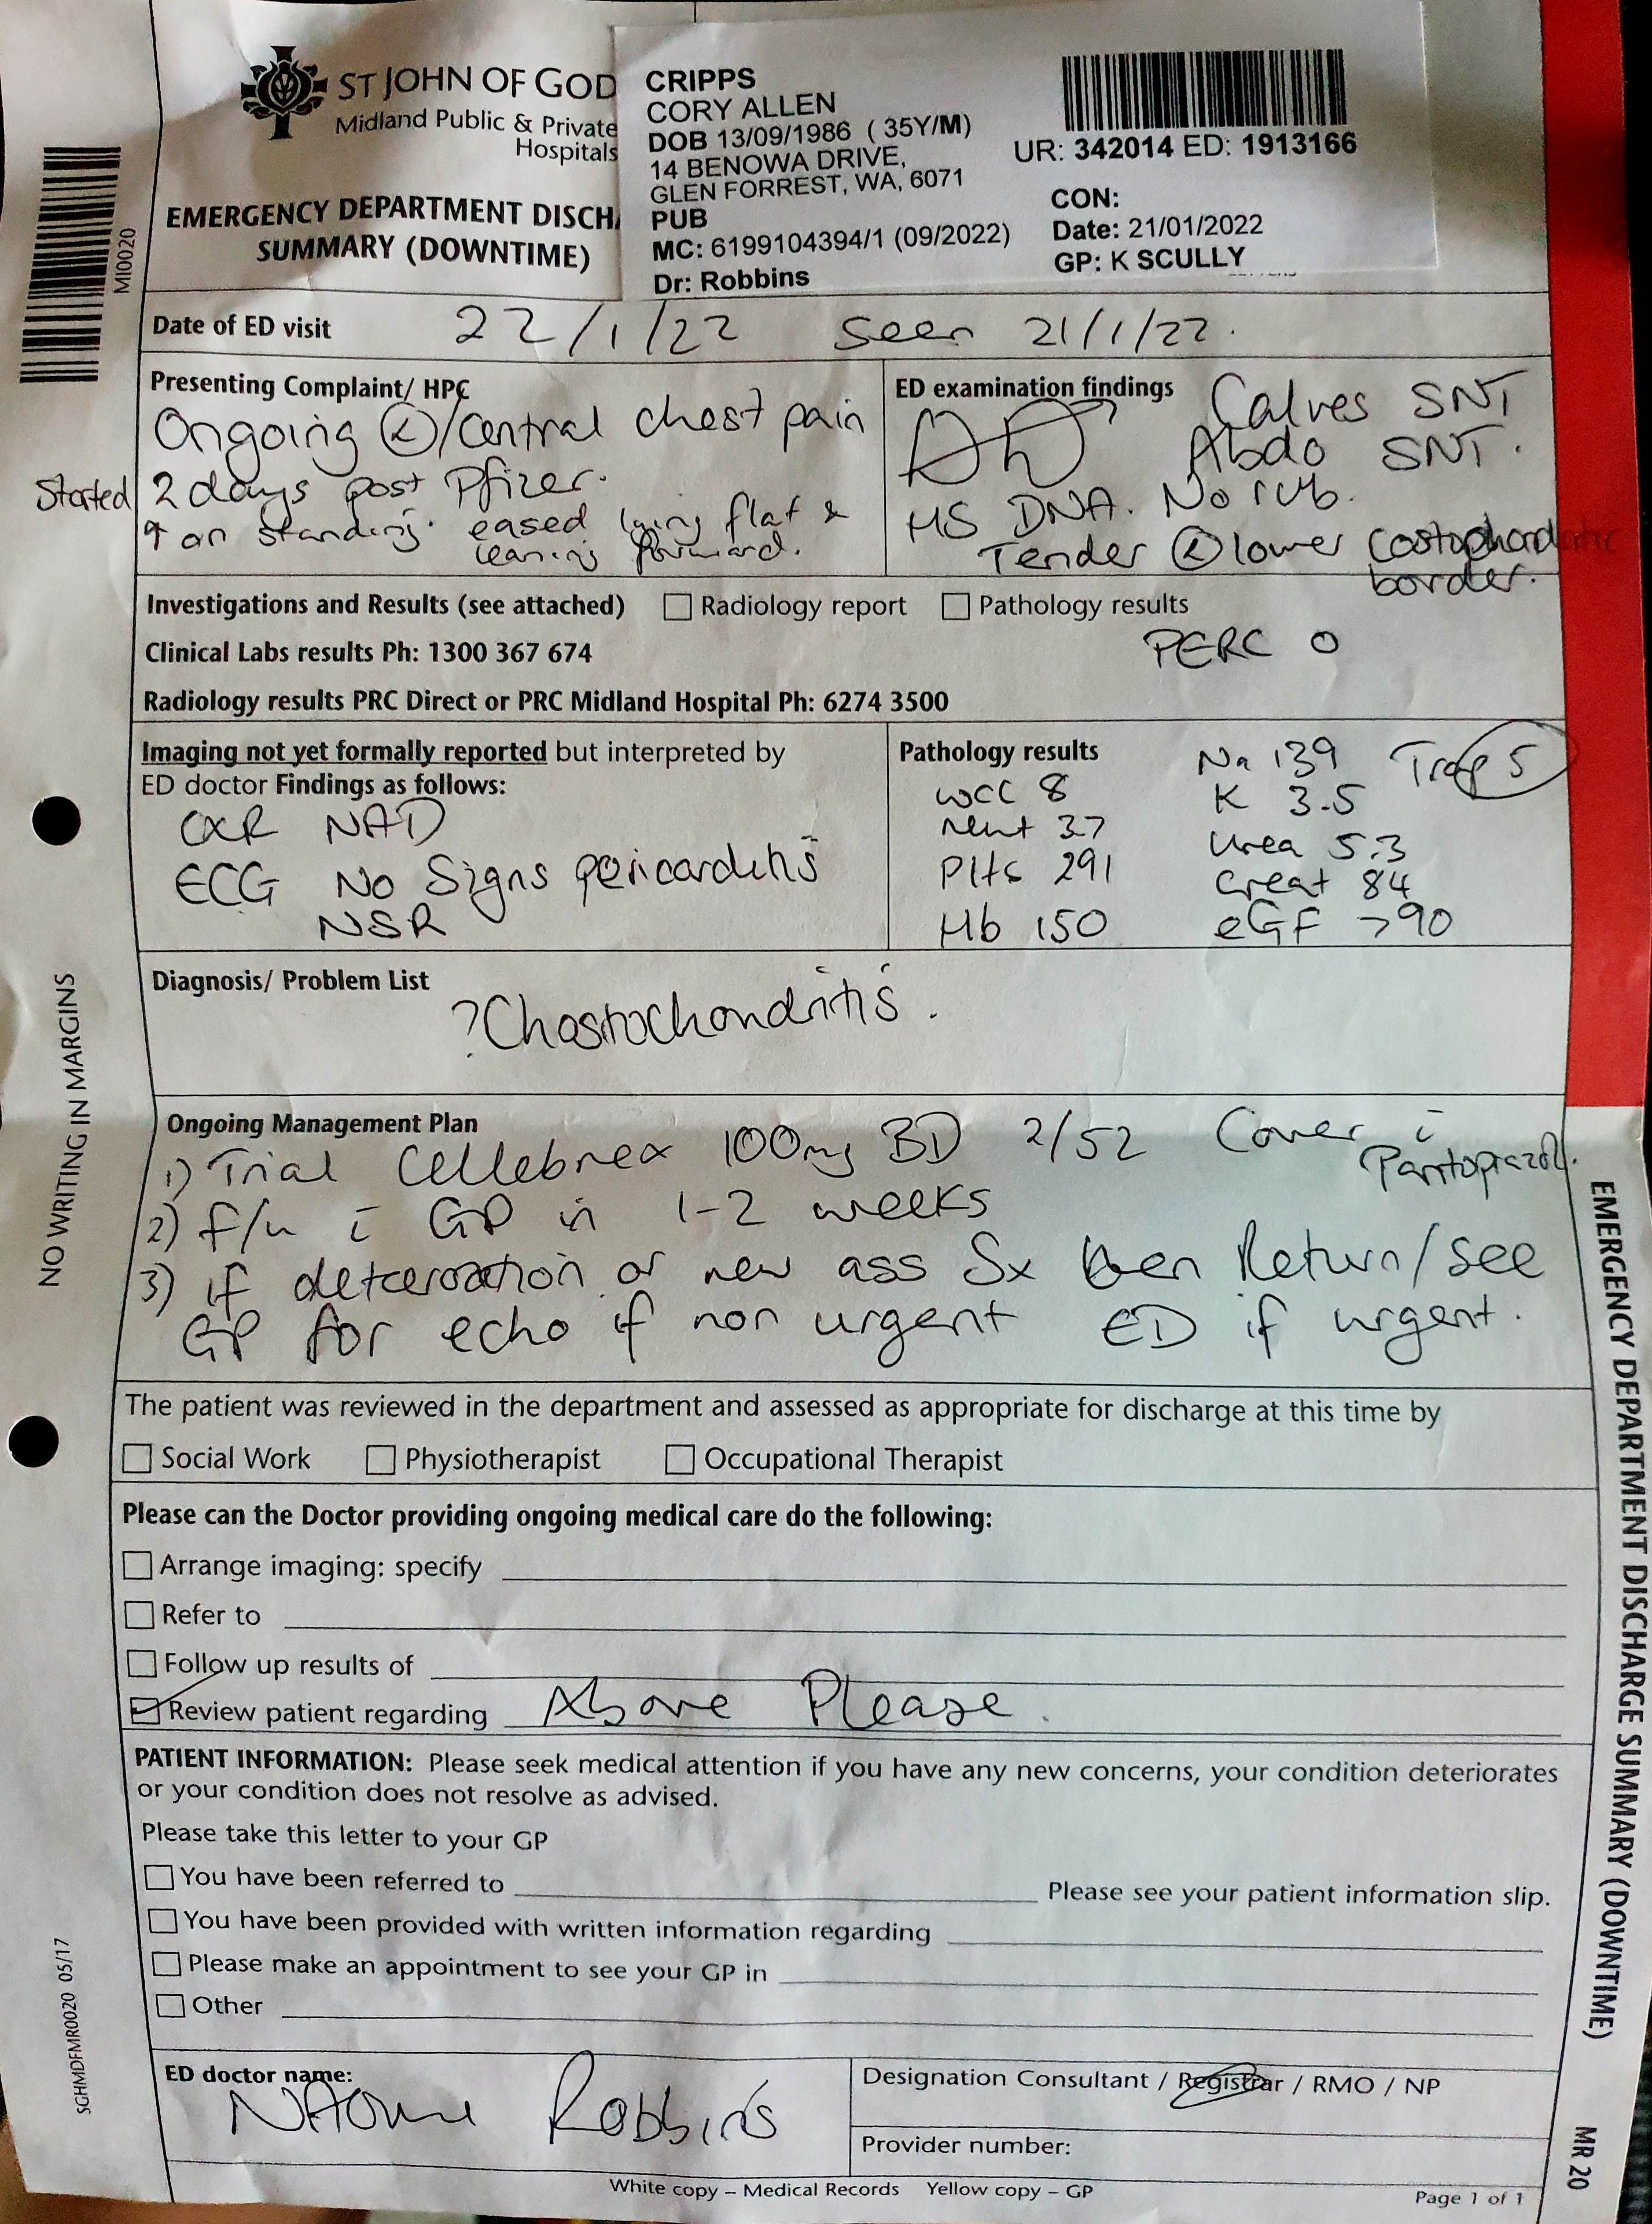 ST JOHN OF GOD
Midland Public & Private
Hospitals
EMERGENCY DEPARTMENT DISCHA
SUMMARY (DOWNTIME)
MI0020
CRIPPS
CORY ALLEN
DOB 13/09/1986 ( 35Y/M)
14 BENOWA DRIVE,
GLEN FORREST, WA, 6071
PUB
MC: 6199104394/1 (09/2022)
Dr: Robbins
UR: 342014 ED: 1913166
CON:
Date: 21/01/2022
GP: K SCULLY
Date of ED visit 22/1/22 seen 21/1/22.
Presenting Complaint/ HPC
Ongoing (L)/central chest pain
Started 2 days post Pfizer.
↑ on standing. eased lying flat &
leaning forward.
ED examination findings
Calves SNT
Abdo SNT.
HS DNA. No rub.
Tender (L) lower costophondritic
border.
Investigations and Results (see attached) Radiology report Pathology results
PERC 0
Clinical Labs results Ph: 1300 367 674
Radiology results PRC Direct or PRC Midland Hospital Ph: 6274 3500
Imaging not yet formally reported but interpreted by
ED doctor Findings as follows:
CXR NAD
ECG No Signs pericarditis
NSR
Pathology results
WCC 8
neut 3.7
Plts 291
Hb 150
Na 139 Trop 5
K 3.5
Urea 5.3
Creat 84
eGF >90
Diagnosis/ Problem List
?Chostochondritis.
Ongoing Management Plan
1) Trial Cellebrex 100mg BD 2/52 Cover c̄ Pantoprazole.
2) f/u c̄ GP in 1-2 weeks
3) if deteeroation or new ass Sx then Return/see
GP for echo if non urgent ED if urgent.
The patient was reviewed in the department and assessed as appropriate for discharge at this time by
Social Work Physiotherapist Occupational Therapist
Please can the Doctor providing ongoing medical care do the following:
Arrange imaging: specify
Refer to
Follow up results of
Review patient regarding Above Please.
PATIENT INFORMATION: Please seek medical attention if you have any new concerns, your condition deteriorates
or your condition does not resolve as advised.
Please take this letter to your GP
You have been referred to Please see your patient information slip.
You have been provided with written information regarding
Please make an appointment to see your GP in
Other
ED doctor name:
NAOmi Robbins
Designation Consultant / Registrar / RMO / NP
Provider number:
White copy – Medical Records Yellow copy – GP
Page 1 of 1
NO WRITING IN MARGINS
SGHMDFMR0020 05/17
EMERGENCY DEPARTMENT DISCHARGE SUMMARY (DOWNTIME)
MR 20